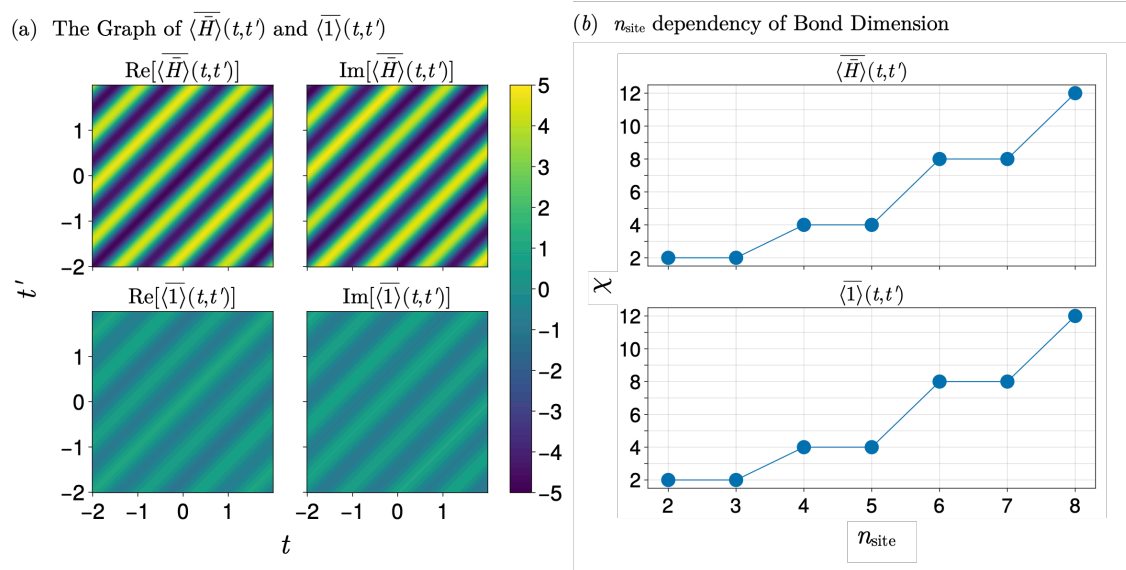 (a) The Graph of ⟨H̄⟩(t,t′) and ⟨1⟩(t,t′)
Re[⟨H̄⟩(t,t′)]
Im[⟨H̄⟩(t,t′)]
1
0
−1
−2
5
4
3
2
1
0
−1
−2
−3
−4
−5
t′
Re[⟨1⟩(t,t′)]
Im[⟨1⟩(t,t′)]
1
0
−1
−2
−2 −1 0 1
−2 −1 0 1
t
(b) n_site dependency of Bond Dimension
⟨H̄⟩(t,t′)
12
10
8
6
4
2
χ
⟨1⟩(t,t′)
12
10
8
6
4
2
2 3 4 5 6 7 8
n_site